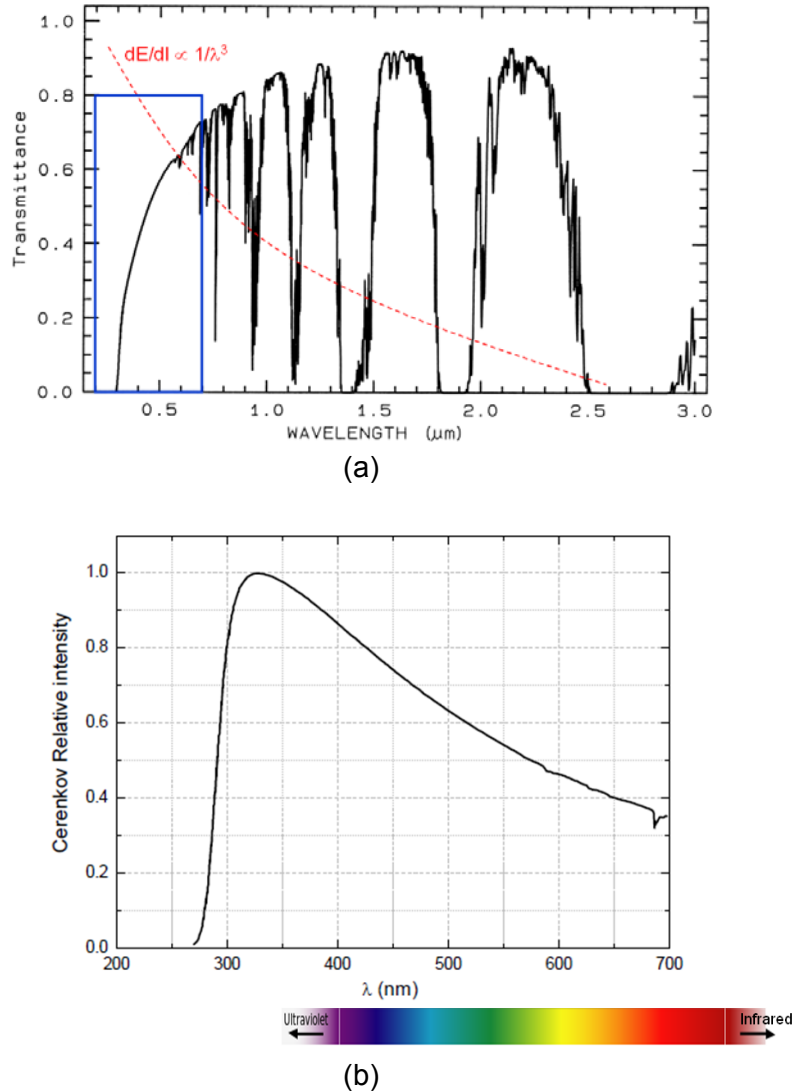 1.0
dE/dl ∝ 1/λ³
0.8
0.6
0.4
0.2
0.0
Transmittance
0.5 1.0 1.5 2.0 2.5 3.0
WAVELENGTH (μm)
(a)
1.0
0.8
0.6
0.4
0.2
0.0
Cerenkov Relative intensity
200 300 400 500 600 700
λ (nm)
Ultraviolet Infrared
(b)